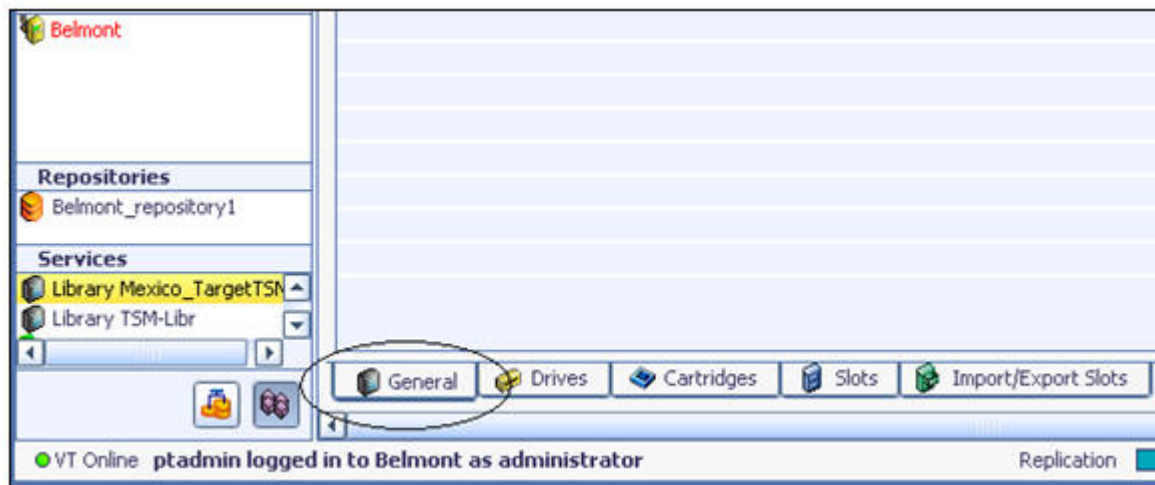 Belmont
Repositories
Belmont_repository1
Services
Library Mexico_TargetTSM
Library TSM-Libr
General
Drives
Cartridges
Slots
Import/Export Slots
VT Online ptadmin logged in to Belmont as administrator
Replication